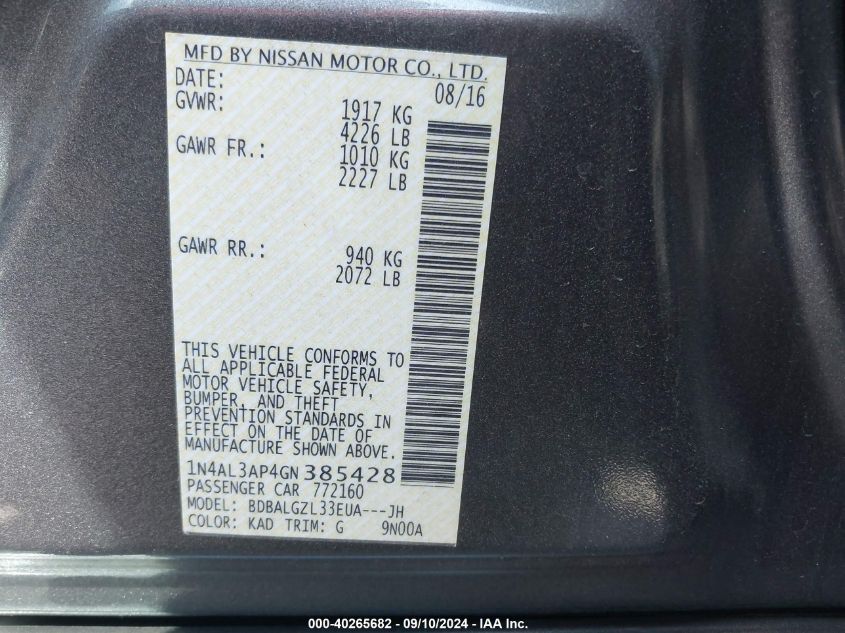 MFD BY NISSAN MOTOR CO., LTD.
DATE: 08/16
GVWR: 1917 KG
4226 LB
GAWR FR.: 1010 KG
2227 LB
GAWR RR.: 940 KG
2072 LB
THIS VEHICLE CONFORMS TO
ALL APPLICABLE FEDERAL
MOTOR VEHICLE SAFETY,
BUMPER, AND THEFT
PREVENTION STANDARDS IN
EFFECT ON THE DATE OF
MANUFACTURE SHOWN ABOVE.
1N4AL3AP4GN385428
PASSENGER CAR 772160
MODEL: BDBALGZL33EUA---JH
COLOR: KAD TRIM: G 9N00A
000-40265682 - 09/10/2024 - IAA Inc.